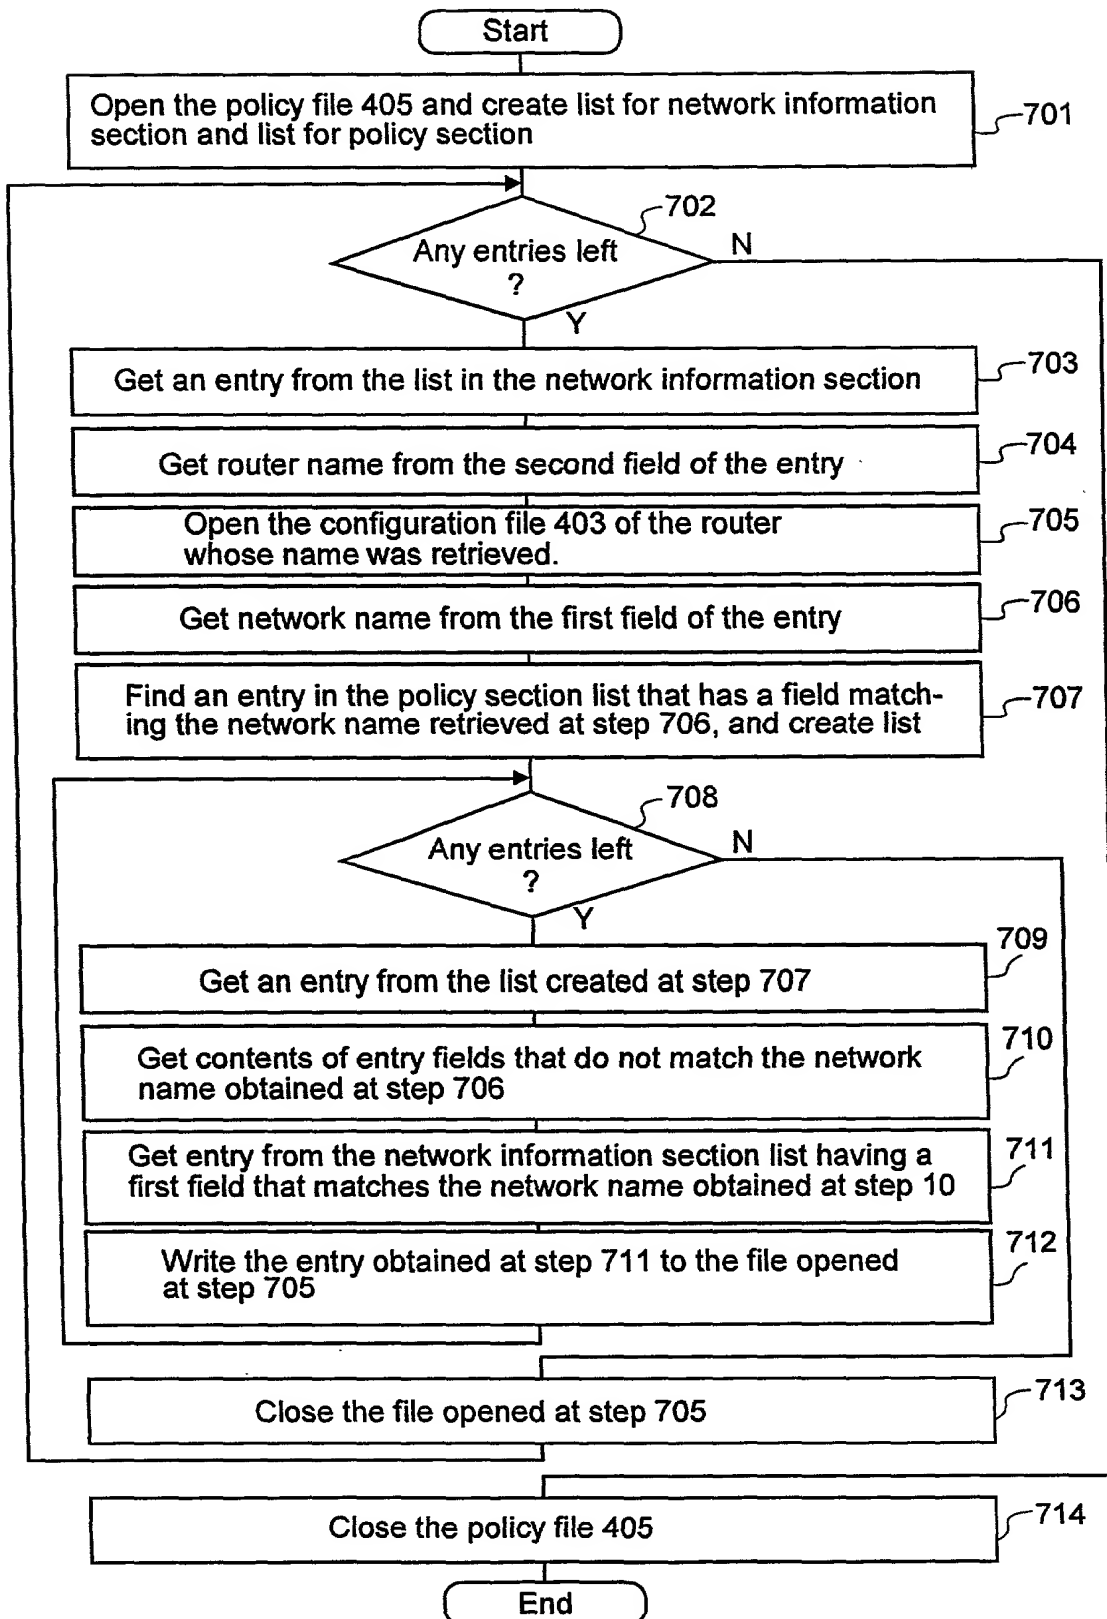 Start
Open the policy file 405 and create list for network information
section and list for policy section
701
702
Any entries left
?
N
Y
Get an entry from the list in the network information section
703
Get router name from the second field of the entry
704
Open the configuration file 403 of the router
whose name was retrieved.
705
Get network name from the first field of the entry
706
Find an entry in the policy section list that has a field match-
ing the network name retrieved at step 706, and create list
707
708
Any entries left
?
N
Y
709
Get an entry from the list created at step 707
Get contents of entry fields that do not match the network
name obtained at step 706
710
Get entry from the network information section list having a
first field that matches the network name obtained at step 10
711
Write the entry obtained at step 711 to the file opened
at step 705
712
Close the file opened at step 705
713
Close the policy file 405
714
End